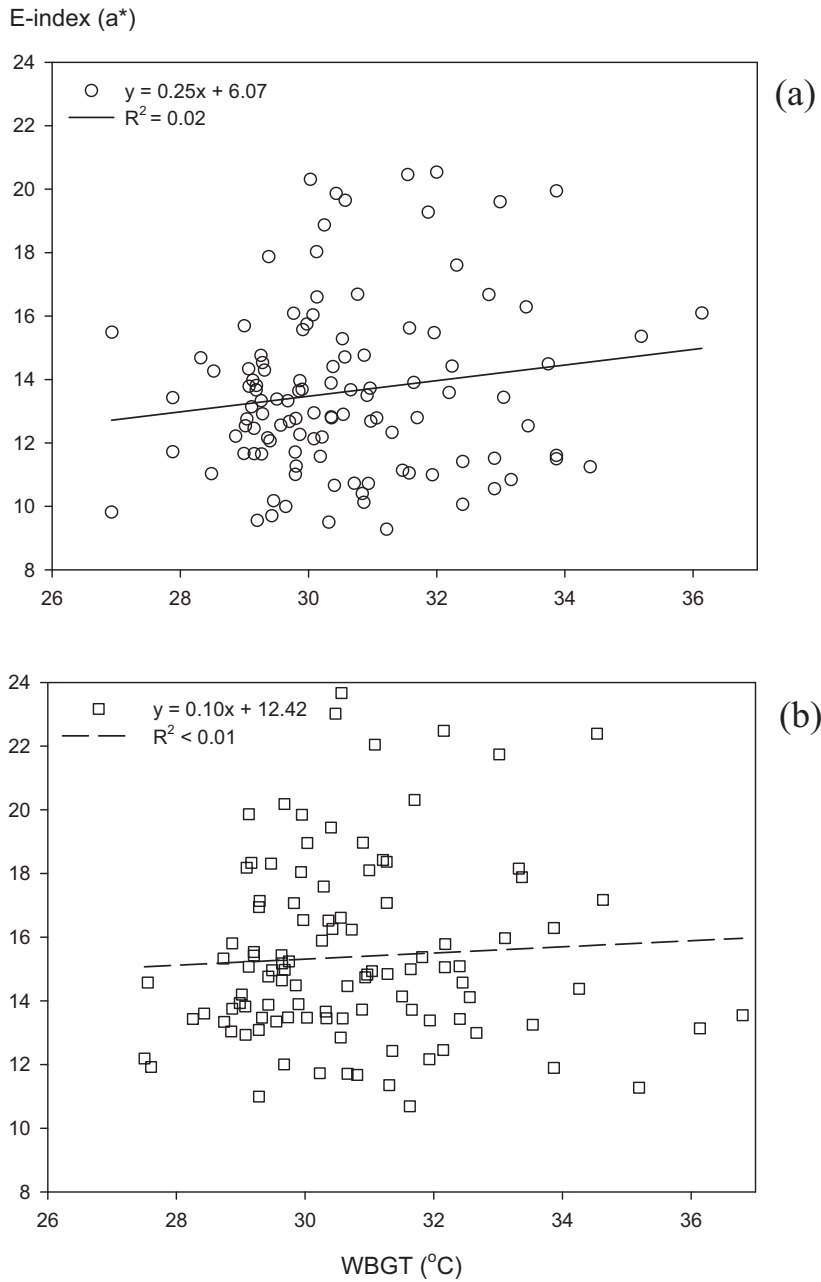 E-index (a*)
24
22
20
18
16
14
12
10
8
26 28 30 32 34 36
y = 0.25x + 6.07
R² = 0.02
(a)
24
22
20
18
16
14
12
10
8
26 28 30 32 34 36
y = 0.10x + 12.42
R² < 0.01
(b)
WBGT (°C)